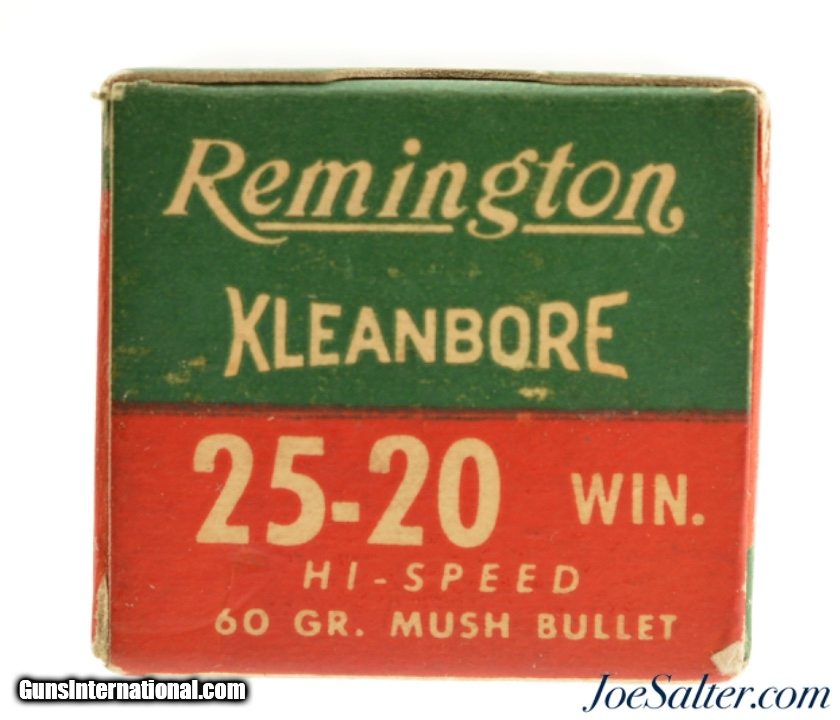 Remington
KLEANBORE
25-20 WIN.
HI-SPEED
60 GR. MUSH BULLET
GunsInternational.com
JoeSalter.com